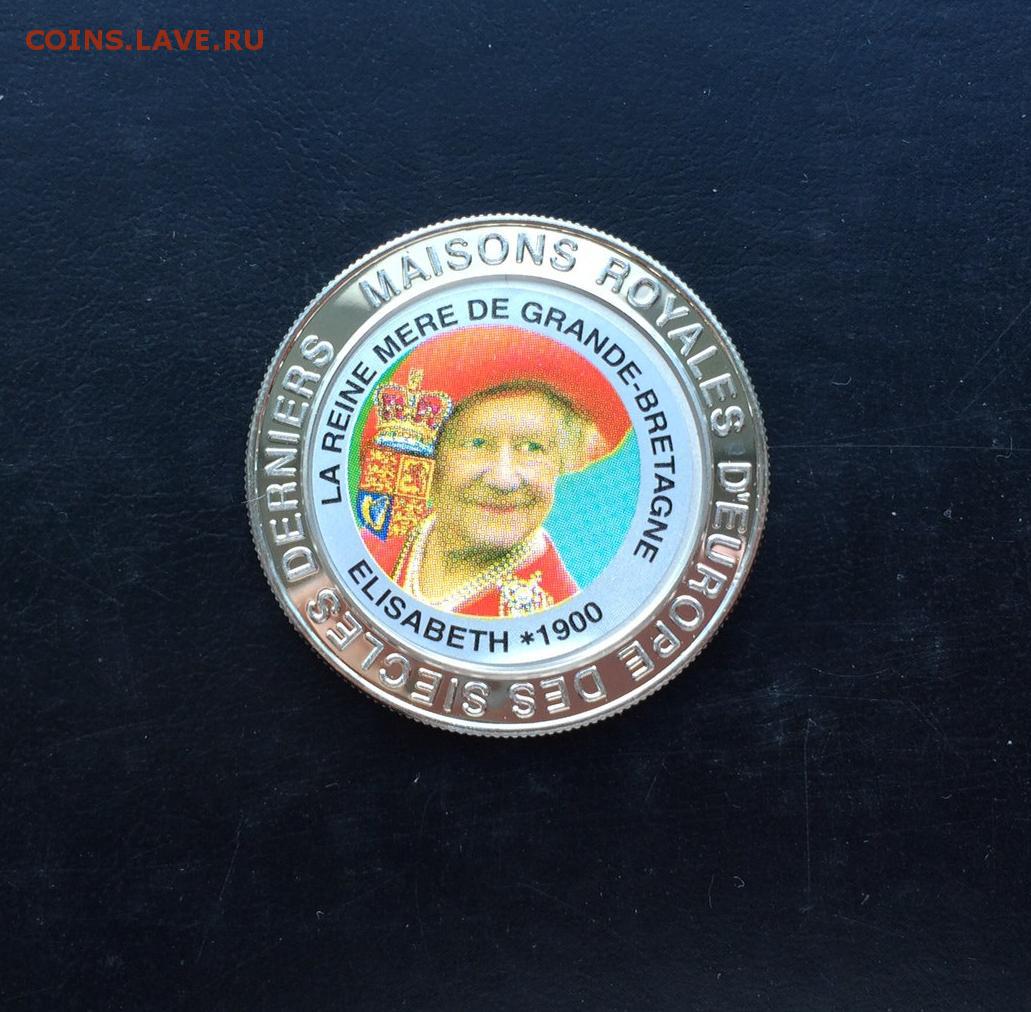 COINS.LAVE.RU
MAISONS ROYALES D'EUROPE DES SIECLES DERNIERS
LA REINE MERE DE GRANDE-BRETAGNE
ELISABETH *1900